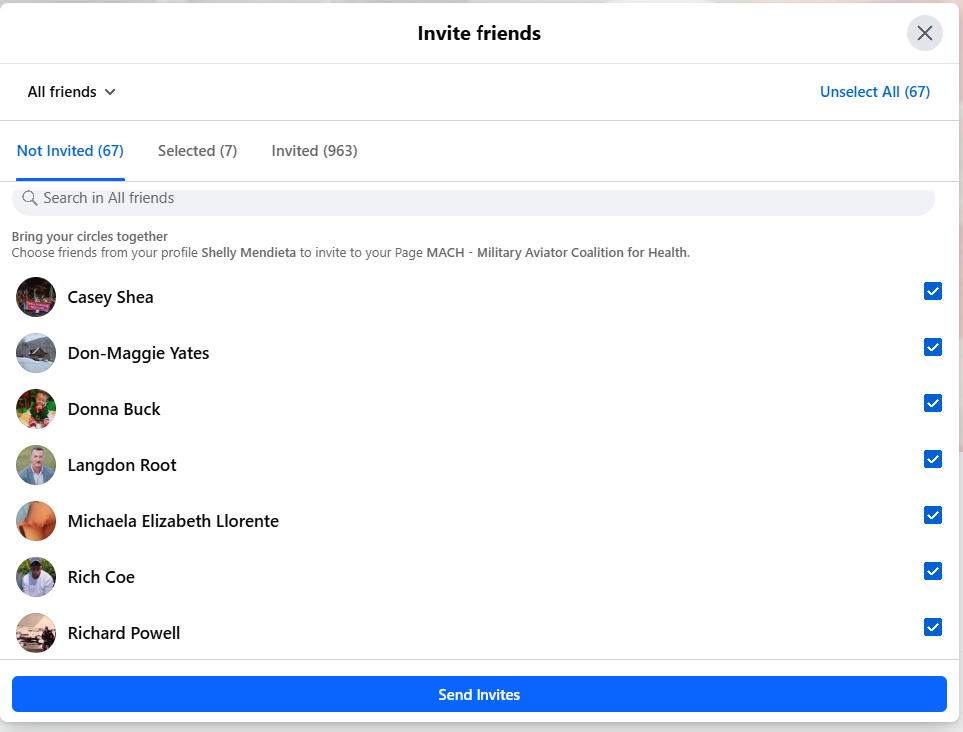 Invite friends
All friends
Unselect All (67)
Not Invited (67) Selected (7) Invited (963)
Search in All friends
Bring your circles together
Choose friends from your profile Shelly Mendieta to invite to your Page MACH - Military Aviator Coalition for Health.
Casey Shea
Don-Maggie Yates
Donna Buck
Langdon Root
Michaela Elizabeth Llorente
Rich Coe
Richard Powell
Send Invites